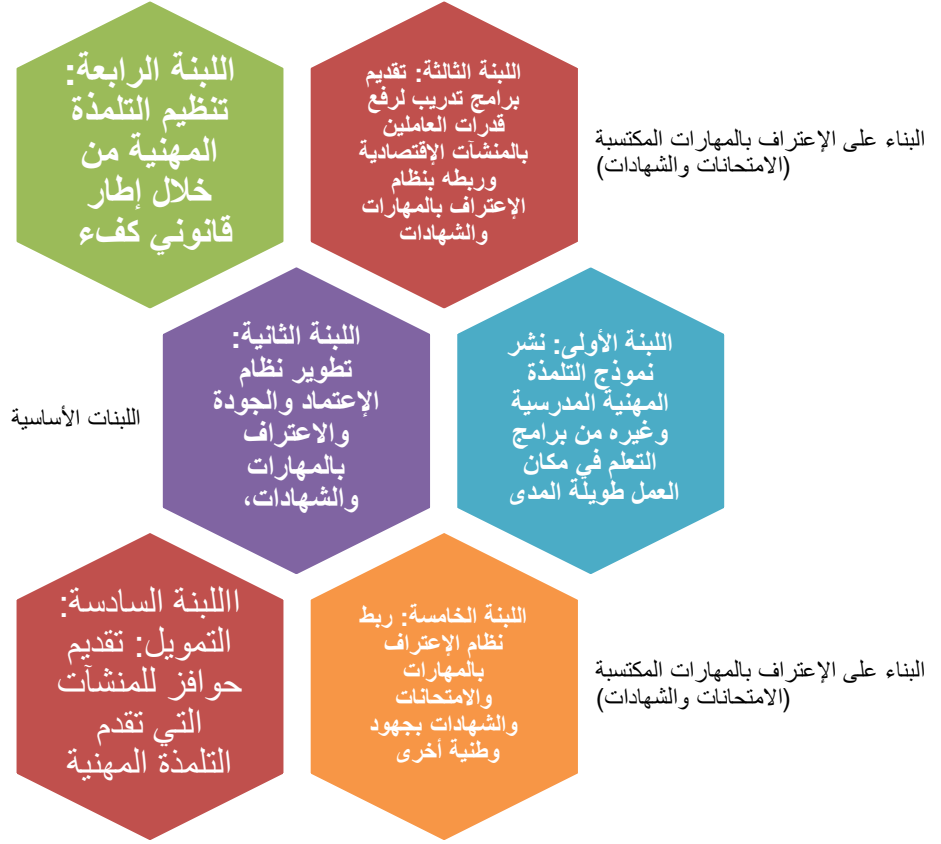 البناء على الإعتراف بالمهارات المكتسبة
(الامتحانات والشهادات)
اللبنة الثالثة: تقديم
برامج تدريب لرفع
قدرات العاملين
بالمنشآت الإقتصادية
وربطه بنظام
الإعتراف بالمهارات
والشهادات
اللبنة الرابعة:
تنظيم التلمذة
المهنية من
خلال إطار
قانوني كفء
اللبنة الأولى: نشر
نموذج التلمذة
المهنية المدرسية
وغيره من برامج
التعلم في مكان
العمل طويلة المدى
اللبنة الثانية:
تطوير نظام
الإعتماد والجودة
والاعتراف
بالمهارات
والشهادات،
اللبنات الأساسية
البناء على الإعتراف بالمهارات المكتسبة
(الامتحانات والشهادات)
اللبنة الخامسة: ربط
نظام الإعتراف
بالمهارات
والامتحانات
والشهادات بجهود
وطنية أخرى
االلبنة السادسة:
التمويل: تقديم
حوافز للمنشآت
التي تقدم
التلمذة المهنية